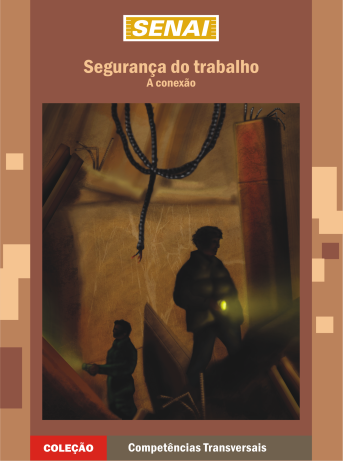 SENAI
Segurança do trabalho
A conexão
COLEÇÃO
Competências Transversais